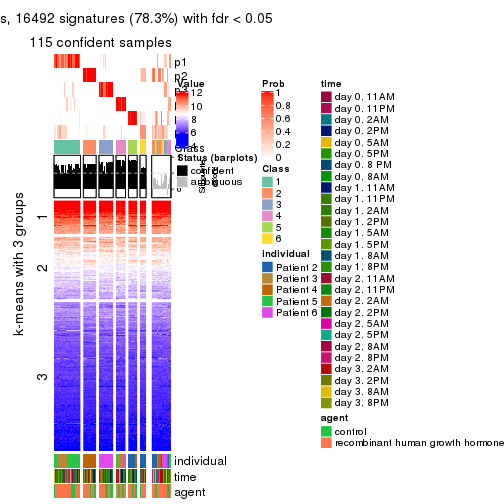 s, 16492 signatures (78.3%) with fdr < 0.05
115 confident samples
p1
p2
Value
12
10
8
6
Class
Status (barplots)
confident
ambiguous
k-means with 3 groups
1
2
3
individual
time
agent
Prob
1
0.8
0.6
0.4
0.2
0
Class
1
2
3
4
5
6
individual
Patient 2
Patient 3
Patient 4
Patient 5
Patient 6
time
day 0. 11AM
day 0. 11PM
day 0. 2AM
day 0. 2PM
day 0. 5AM
day 0. 5PM
day 0. 8 PM
day 0. 8AM
day 1. 11AM
day 1. 11PM
day 1. 2AM
day 1. 2PM
day 1. 5AM
day 1. 5PM
day 1. 8AM
day 1. 8PM
day 2. 11AM
day 2. 11PM
day 2. 2AM
day 2. 2PM
day 2. 5AM
day 2. 5PM
day 2. 8AM
day 2. 8PM
day 3. 2AM
day 3. 2PM
day 3. 8AM
day 3. 8PM
agent
control
recombinant human growth hormone